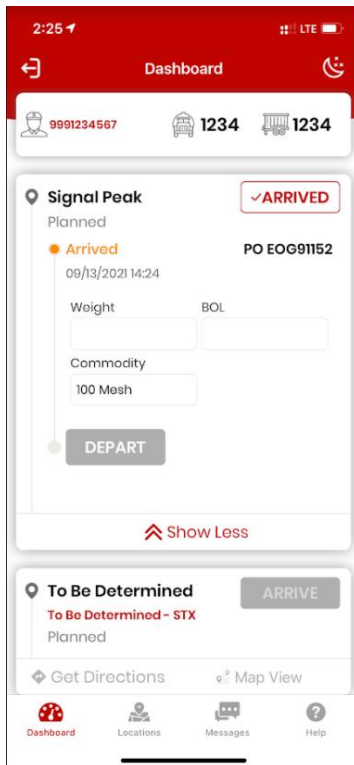 2:25 LTE
Dashboard
9991234567 1234 1234
Signal Peak ARRIVED
Planned
Arrived PO EOG91152
09/13/2021 14:24
Weight BOL
Commodity
100 Mesh
DEPART
Show Less
To Be Determined ARRIVE
To Be Determined - STX
Planned
Get Directions Map View
Dashboard Locations Messages Help